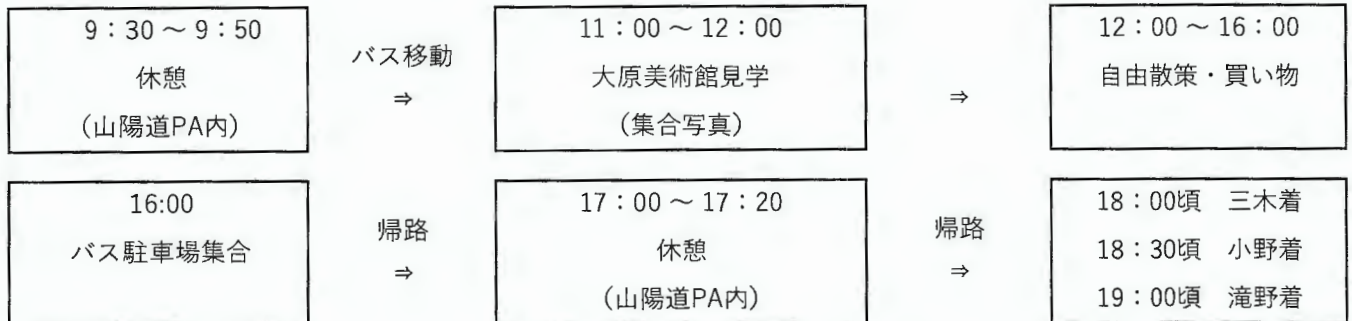 9：30～9：50
休憩
（山陽道PA内）
バス移動
⇒
11：00～12：00
大原美術館見学
（集合写真）
⇒
12：00～16：00
自由散策・買い物
16:00
バス駐車場集合
帰路
⇒
17：00～17：20
休憩
（山陽道PA内）
帰路
⇒
18：00頃　三木着
18：30頃　小野着
19：00頃　滝野着